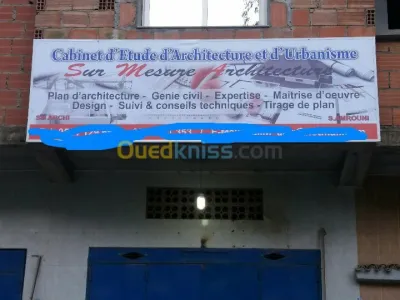 Cabinet d'Etude d'Architecture et d'Urbanisme
Sur Mesure Architecture
Plan d'architecture - Genie civil - Expertise - Maitrise d'oeuvre
Design - Suivi & conseils techniques - Tirage de plan
Ouedkniss.com